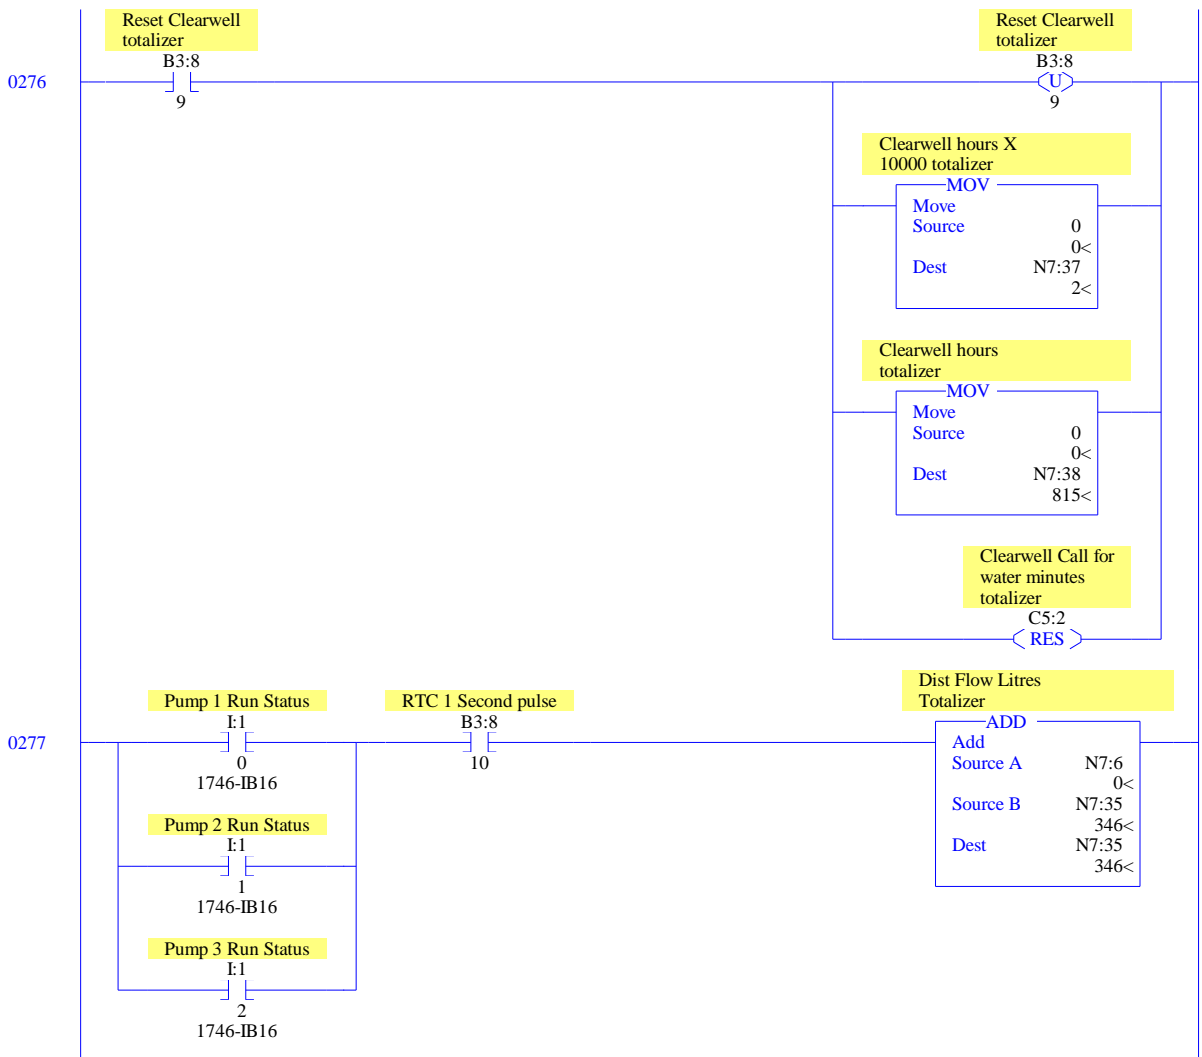 Reset Clearwell
totalizer
B3:8
9
0276
Reset Clearwell
totalizer
B3:8
U
9
Clearwell hours X
10000 totalizer
MOV
Move
Source 0
0<
Dest N7:37
2<
Clearwell hours
totalizer
MOV
Move
Source 0
0<
Dest N7:38
815<
Clearwell Call for
water minutes
totalizer
C5:2
RES
0277
Pump 1 Run Status
I:1
0
1746-IB16
Pump 2 Run Status
I:1
1
1746-IB16
Pump 3 Run Status
I:1
2
1746-IB16
RTC 1 Second pulse
B3:8
10
Dist Flow Litres
Totalizer
ADD
Add
Source A N7:6
0<
Source B N7:35
346<
Dest N7:35
346<